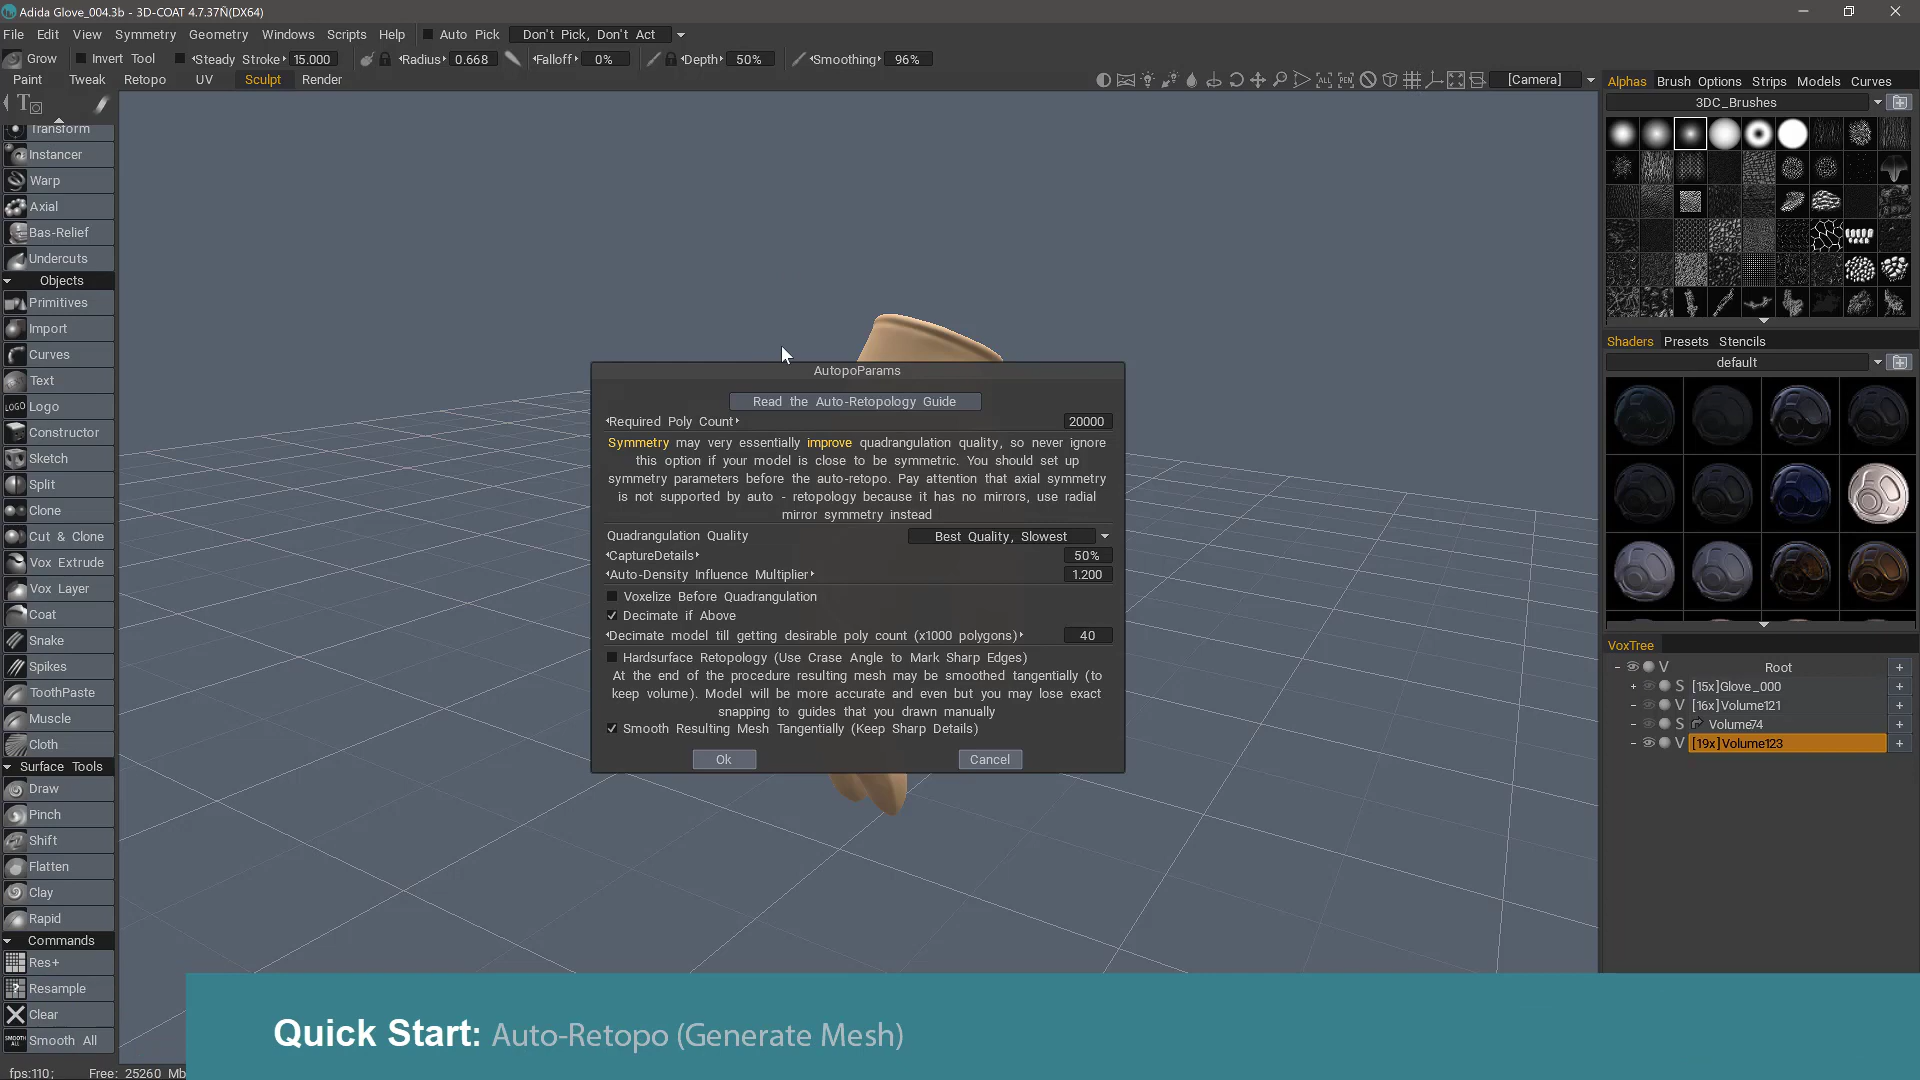 Adida Glove_004.3b - 3D-COAT 4.7.37Ñ(DX64)
File Edit View Symmetry Geometry Windows Scripts Help Auto Pick Don't Pick, Don't Act
Grow Invert Tool Steady Stroke 15.000 Radius 0.668 Falloff 0% Depth 50% Smoothing 96%
Paint Tweak Retopo UV Sculpt Render [Camera]
Transform
Instancer
Warp
Axial
Bas-Relief
Undercuts
Objects
Primitives
Import
Curves
Text
LOGO Logo
Constructor
Sketch
Split
Clone
Cut & Clone
Vox Extrude
Vox Layer
Coat
Snake
Spikes
ToothPaste
Muscle
Cloth
Surface Tools
Draw
Pinch
Shift
Flatten
Clay
Rapid
Commands
Res+
Resample
Clear
SMOOTH ALL Smooth All
fps:110; Free: 25260 Mb
AutopoParams
Read the Auto-Retopology Guide
Required Poly Count 20000
Symmetry may very essentially improve quadrangulation quality, so never ignore
this option if your model is close to be symmetric. You should set up
symmetry parameters before the auto-retopo. Pay attention that axial symmetry
is not supported by auto - retopology because it has no mirrors, use radial
mirror symmetry instead
Quadrangulation Quality Best Quality, Slowest
CaptureDetails 50%
Auto-Density Influence Multiplier 1.200
Voxelize Before Quadrangulation
Decimate if Above
Decimate model till getting desirable poly count (x1000 polygons) 40
Hardsurface Retopology (Use Crase Angle to Mark Sharp Edges)
At the end of the procedure resulting mesh may be smoothed tangentially (to
keep volume). Model will be more accurate and even but you may lose exact
snapping to guides that you drawn manually
Smooth Resulting Mesh Tangentially (Keep Sharp Details)
Ok Cancel
Alphas Brush Options Strips Models Curves
3DC_Brushes
Shaders Presets Stencils
default
VoxTree
V Root
S [15x]Glove_000
V [16x]Volume121
S Volume74
V [19x]Volume123
Quick Start: Auto-Retopo (Generate Mesh)